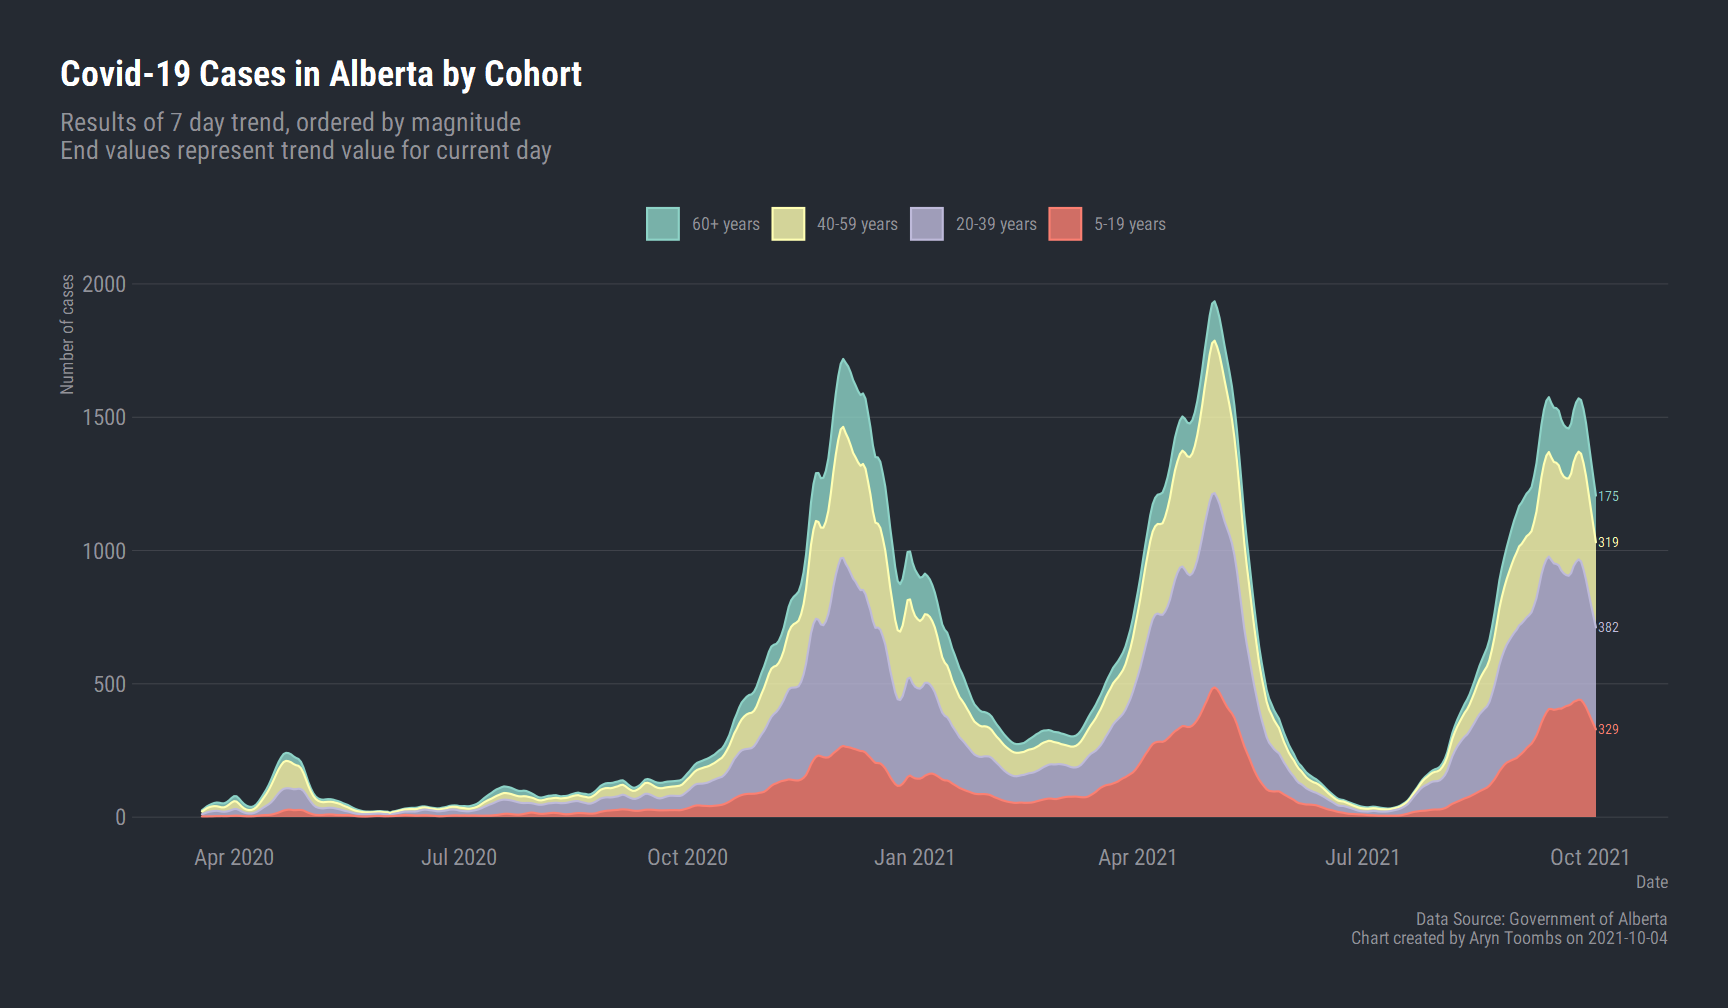 Covid-19 Cases in Alberta by Cohort
Results of 7 day trend, ordered by magnitude
End values represent trend value for current day
60+ years 40-59 years 20-39 years 5-19 years
Number of cases
2000
1500
1000
500
0
175
319
382
329
Apr 2020 Jul 2020 Oct 2020 Jan 2021 Apr 2021 Jul 2021 Oct 2021
Date
Data Source: Government of Alberta
Chart created by Aryn Toombs on 2021-10-04